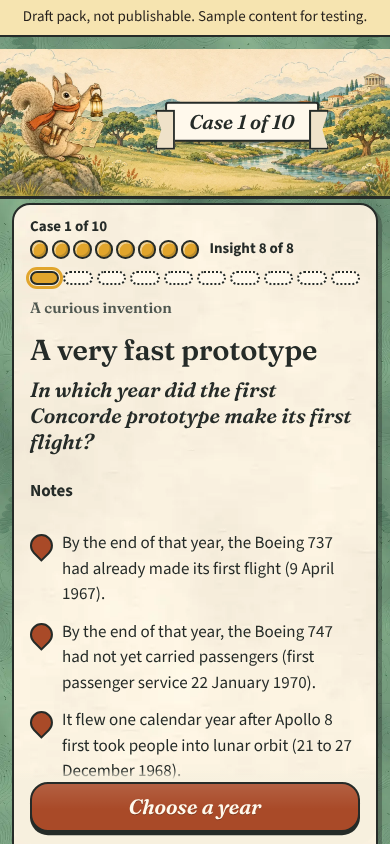 Draft pack, not publishable. Sample content for testing.
Case 1 of 10
Case 1 of 10
Insight 8 of 8
A curious invention
A very fast prototype
In which year did the first
Concorde prototype make its first
flight?
Notes
By the end of that year, the Boeing 737
had already made its first flight (9 April
1967).
By the end of that year, the Boeing 747
had not yet carried passengers (first
passenger service 22 January 1970).
It flew one calendar year after Apollo 8
first took people into lunar orbit (21 to 27
December 1968).
Choose a year